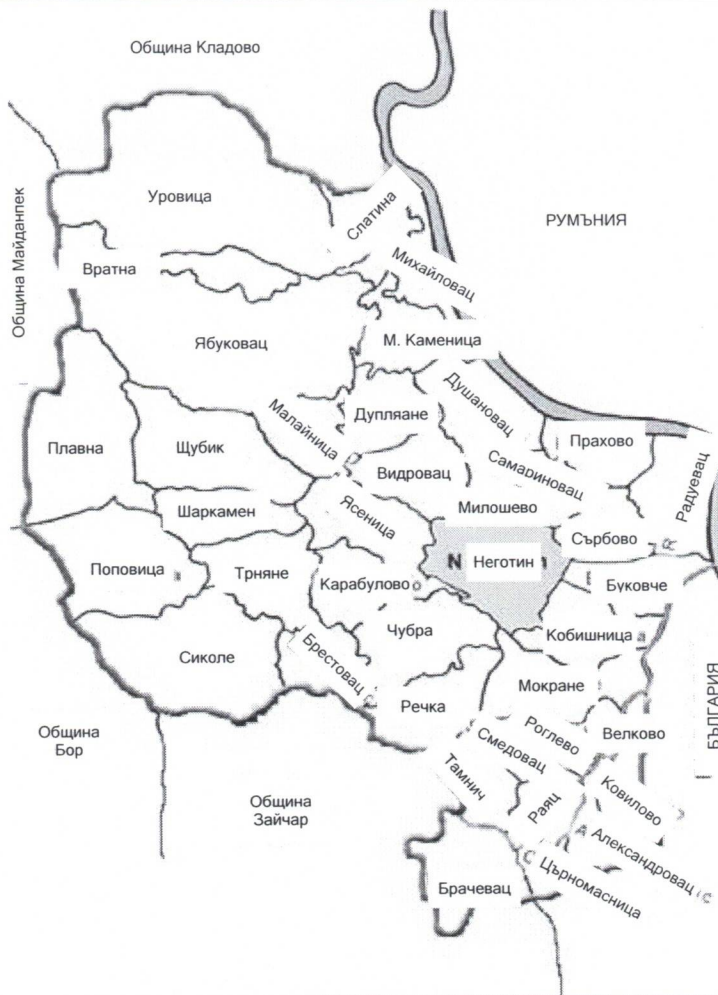 Община Кладово
Уровица
Слатина
РУМЪНИЯ
Община Майданпек
Вратна
Михайловац
Ябуковац
М. Каменица
Душановац
Малайница
Дупляне
Прахово
Плавна
Щубик
Видровац
Самариновац
Радуевац
Шаркамен
Ясеница
Милошево
Сърбово
R
Поповица
Трняне
Карабулово
N
Неготин
Буковче
Чубра
Кобишница
Сиколе
Брестовац
Речка
Мокране
БЪЛГАРИЯ
Община
Бор
Смедовац
Роглево
Велково
Тамнич
Раяц
Ковилово
Община
Зайчар
Александровац
Църномасница
Брачевац